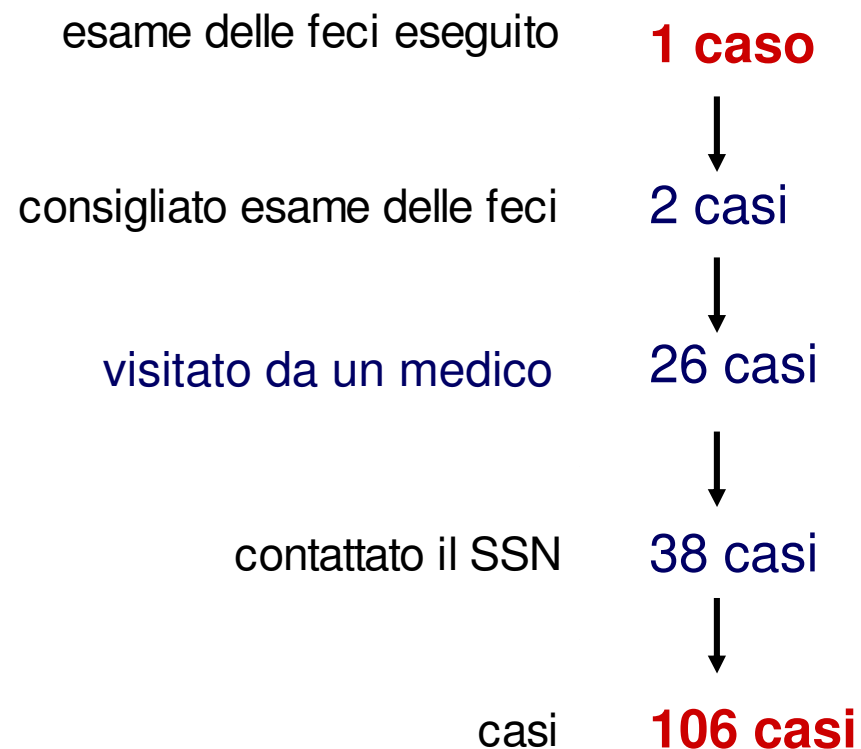 esame delle feci eseguito 1 caso
consigliato esame delle feci 2 casi
visitato da un medico 26 casi
contattato il SSN 38 casi
casi 106 casi